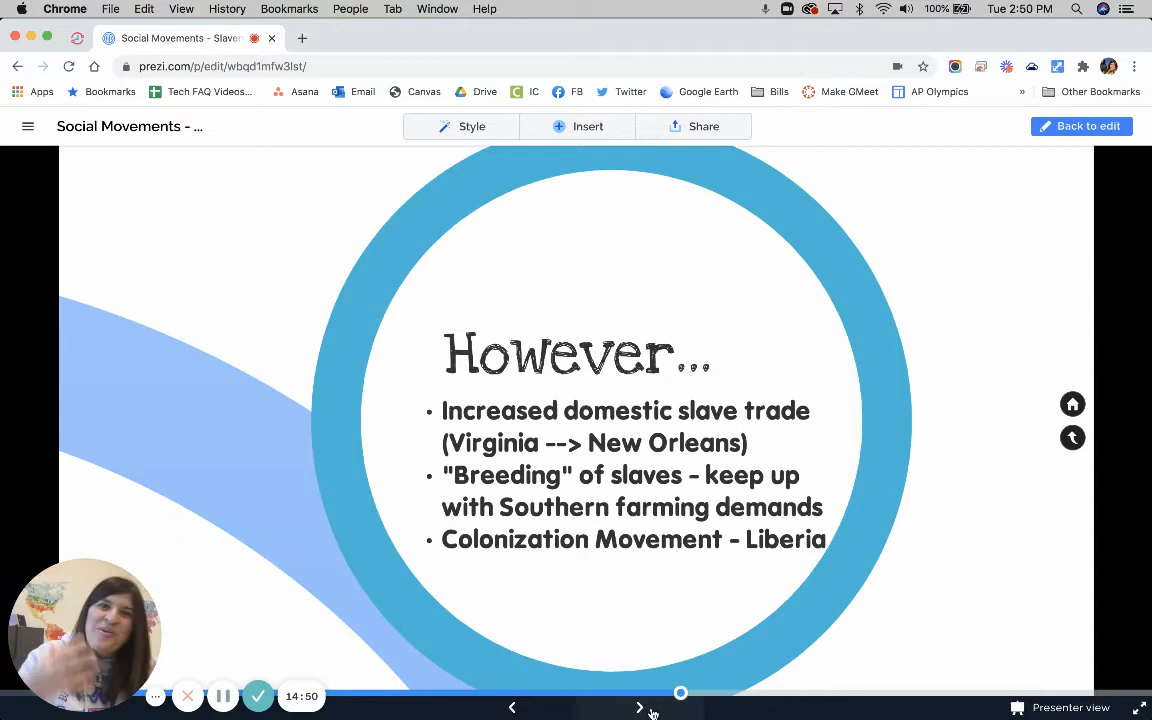 Chrome File Edit View History Bookmarks People Tab Window Help 100% Tue 2:50 PM
Social Movements - Slaver
prezi.com/p/edit/wbqd1mfw3lst/
Apps Bookmarks Tech FAQ Videos... Asana Email Canvas Drive IC FB Twitter Google Earth Bills Make GMeet AP Olympics » Other Bookmarks
Social Movements - ... Style Insert Share Back to edit
However...
• Increased domestic slave trade
(Virginia --> New Orleans)
• "Breeding" of slaves - keep up
with Southern farming demands
• Colonization Movement - Liberia
14:50
Presenter view